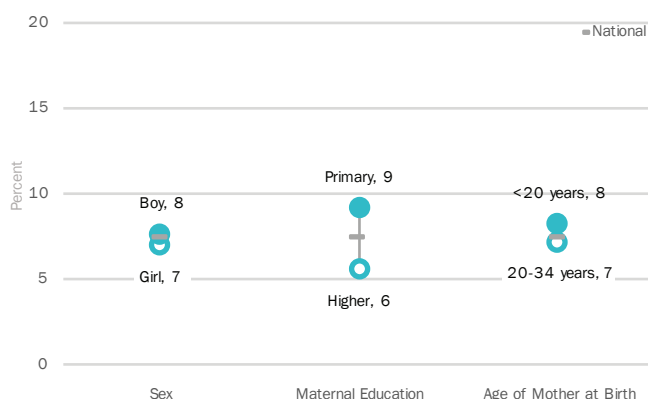 20
National
15
Percent
10
Primary, 9
Boy, 8
<20 years, 8
Girl, 7
20-34 years, 7
5
Higher, 6
0
Sex
Maternal Education
Age of Mother at Birth